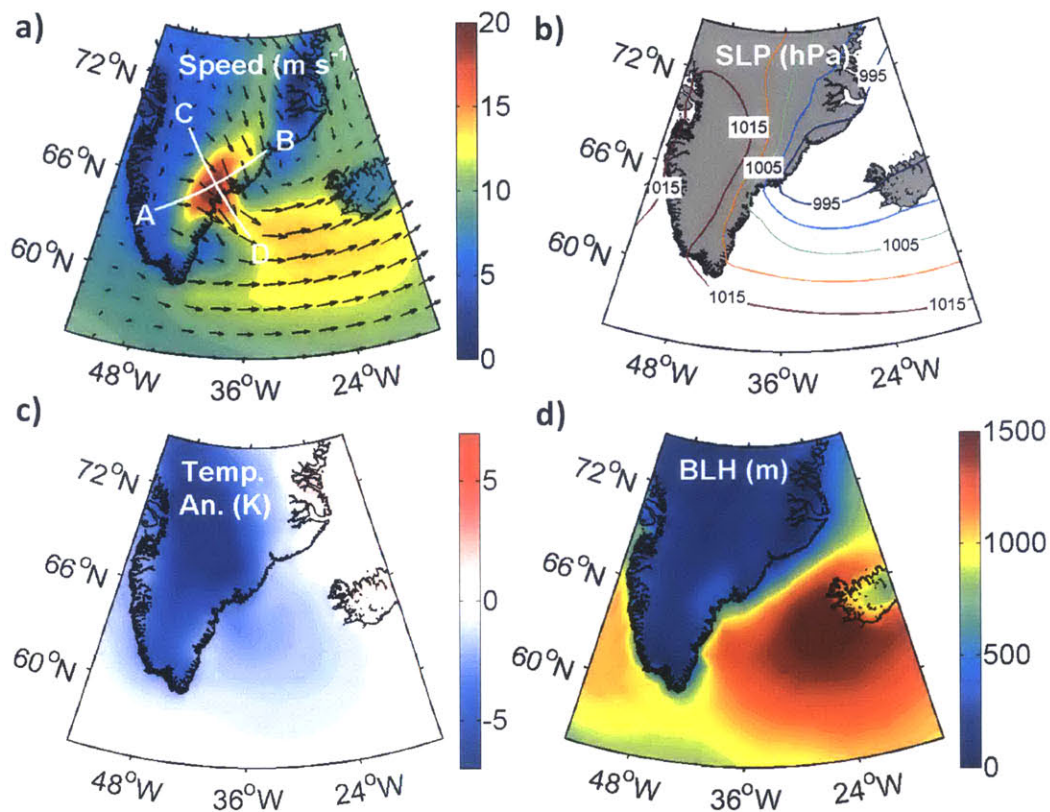 a)
Speed (m s⁻¹)
72°N
66°N
60°N
48°W
36°W
24°W
A
B
C
D
20
15
10
5
0
b)
SLP (hPa)
72°N
66°N
60°N
48°W
36°W
24°W
995
1015
1005
1015
995
1005
1015
1015
c)
Temp.
An. (K)
72°N
66°N
60°N
48°W
36°W
24°W
5
0
-5
d)
BLH (m)
72°N
66°N
60°N
48°W
36°W
24°W
1500
1000
500
0